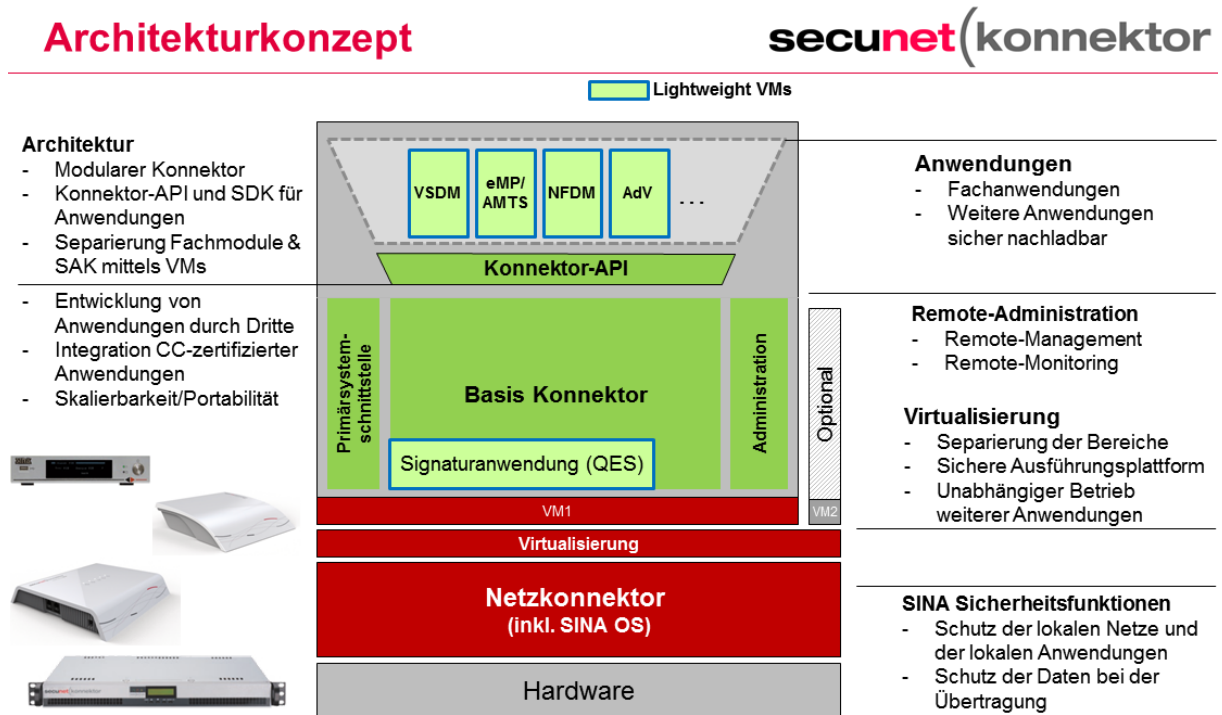 Architekturkonzept
secunet(konnektor
Lightweight VMs
Architektur
- Modularer Konnektor
- Konnektor-API und SDK für
Anwendungen
- Separierung Fachmodule &
SAK mittels VMs
- Entwicklung von
Anwendungen durch Dritte
- Integration CC-zertifizierter
Anwendungen
- Skalierbarkeit/Portabilität
VSDM
eMP/
AMTS
NFDM
AdV
...
Konnektor-API
Primärsystem-
schnittstelle
Basis Konnektor
Signaturanwendung (QES)
Administration
Optional
VM1
VM2
Virtualisierung
Netzkonnektor
(inkl. SINA OS)
Hardware
Anwendungen
- Fachanwendungen
- Weitere Anwendungen
sicher nachladbar
Remote-Administration
- Remote-Management
- Remote-Monitoring
Virtualisierung
- Separierung der Bereiche
- Sichere Ausführungsplattform
- Unabhängiger Betrieb
weiterer Anwendungen
SINA Sicherheitsfunktionen
- Schutz der lokalen Netze und
der lokalen Anwendungen
- Schutz der Daten bei der
Übertragung
secunet(konnektor